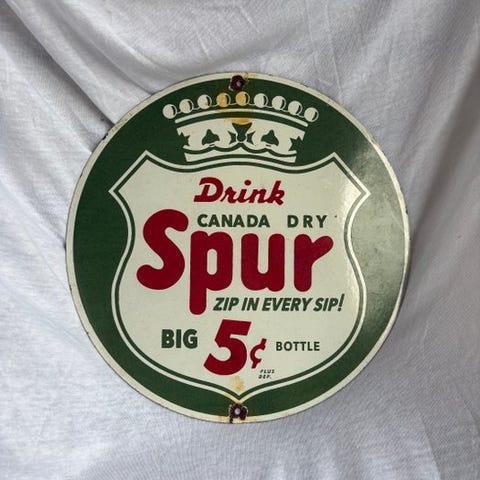 Drink
CANADA DRY
Spur
ZIP IN EVERY SIP!
BIG 5¢ BOTTLE
PLUS
DEP.